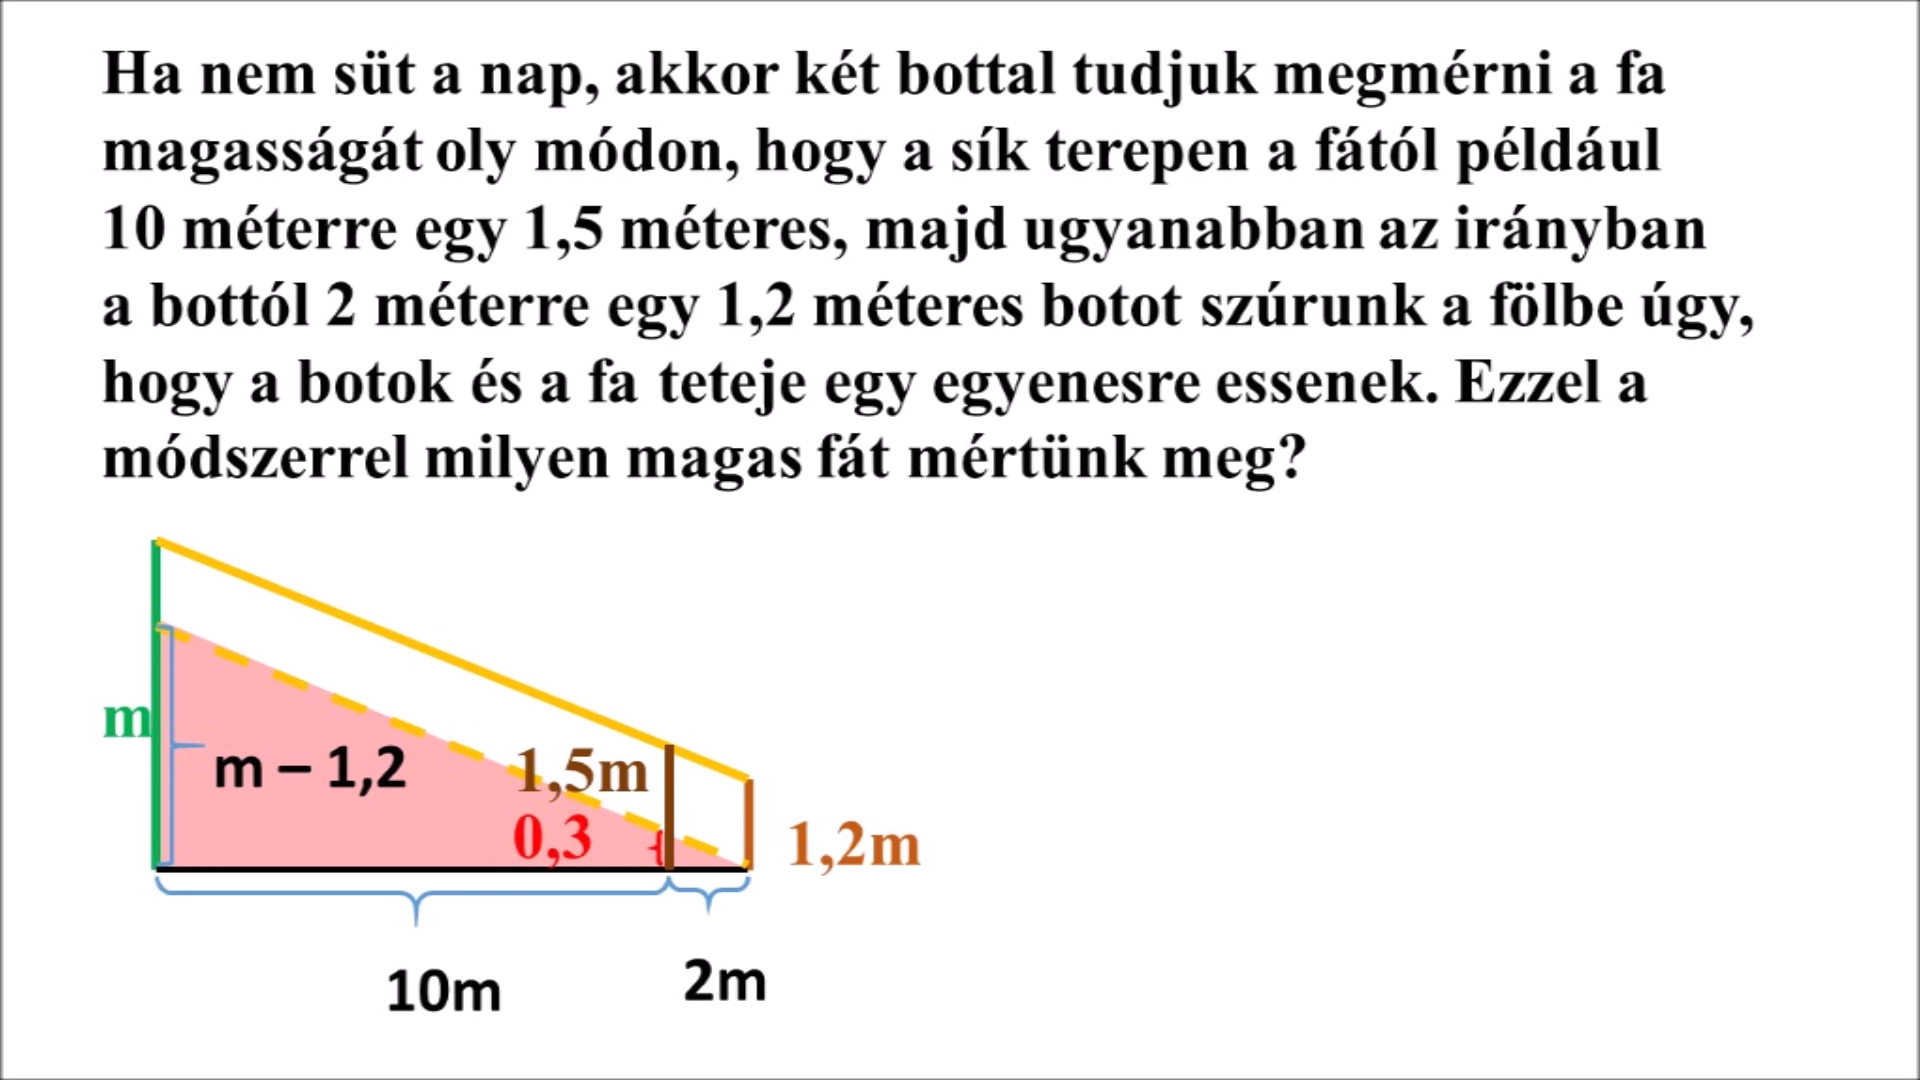 Ha nem süt a nap, akkor két bottal tudjuk megmérni a fa
magasságát oly módon, hogy a sík terepen a fától például
10 méterre egy 1,5 méteres, majd ugyanabban az irányban
a bottól 2 méterre egy 1,2 méteres botot szúrunk a fölbe úgy,
hogy a botok és a fa teteje egy egyenesre essenek. Ezzel a
módszerrel milyen magas fát mértünk meg?
m
m – 1,2
1,5m
0,3
1,2m
10m
2m